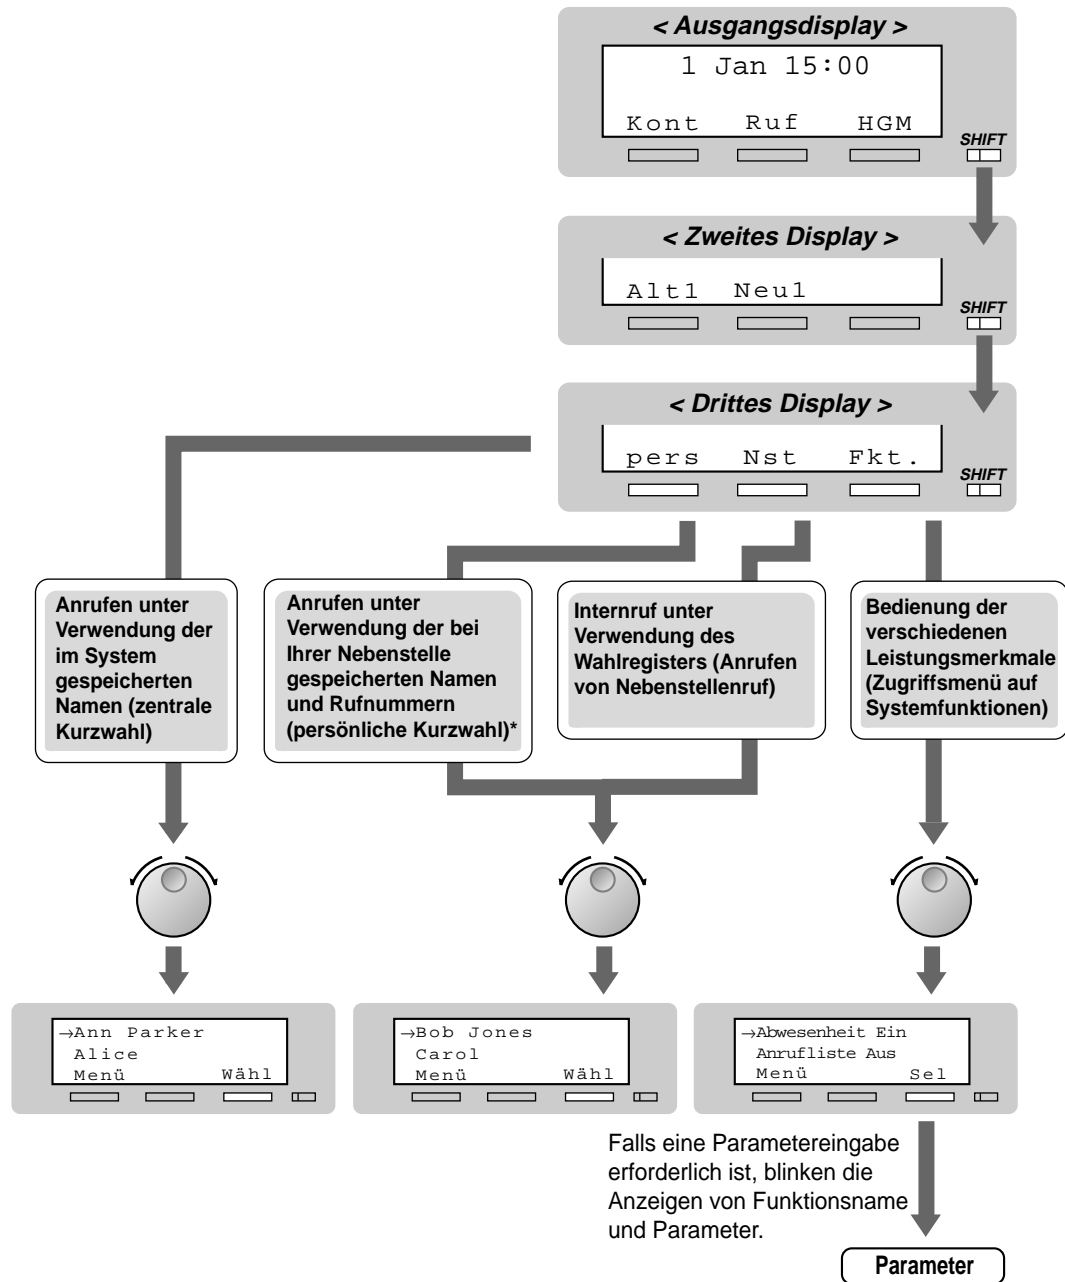 < Ausgangsdisplay >
1 Jan 15:00
Kont Ruf HGM
SHIFT
< Zweites Display >
Alt1 Neu1
SHIFT
< Drittes Display >
pers Nst Fkt.
SHIFT
Anrufen unter
Verwendung der
im System
gespeicherten
Namen (zentrale
Kurzwahl)
Anrufen unter
Verwendung der bei
Ihrer Nebenstelle
gespeicherten Namen
und Rufnummern
(persönliche Kurzwahl)*
Internruf unter
Verwendung des
Wahlregisters (Anrufen
von Nebenstellenruf)
Bedienung der
verschiedenen
Leistungsmerkmale
(Zugriffsmenü auf
Systemfunktionen)
→Ann Parker
Alice
Menü Wähl
→Bob Jones
Carol
Menü Wähl
→Abwesenheit Ein
Anrufliste Aus
Menü Sel
Falls eine Parametereingabe
erforderlich ist, blinken die
Anzeigen von Funktionsname
und Parameter.
Parameter